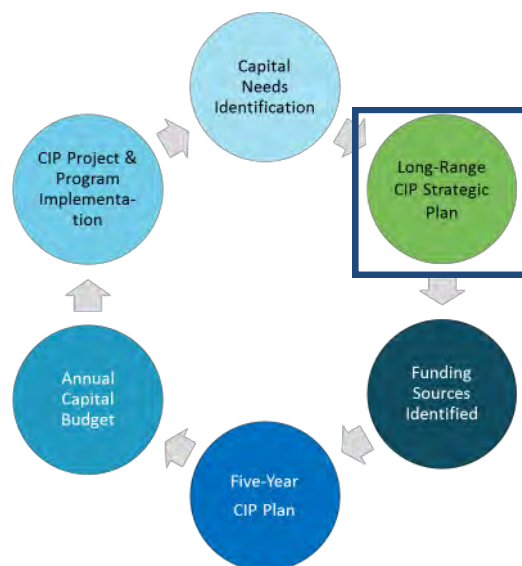 Capital
Needs
Identification
Long-Range
CIP Strategic
Plan
Funding
Sources
Identified
Five-Year
CIP Plan
Annual
Capital
Budget
CIP Project &
Program
Implementa-
tion